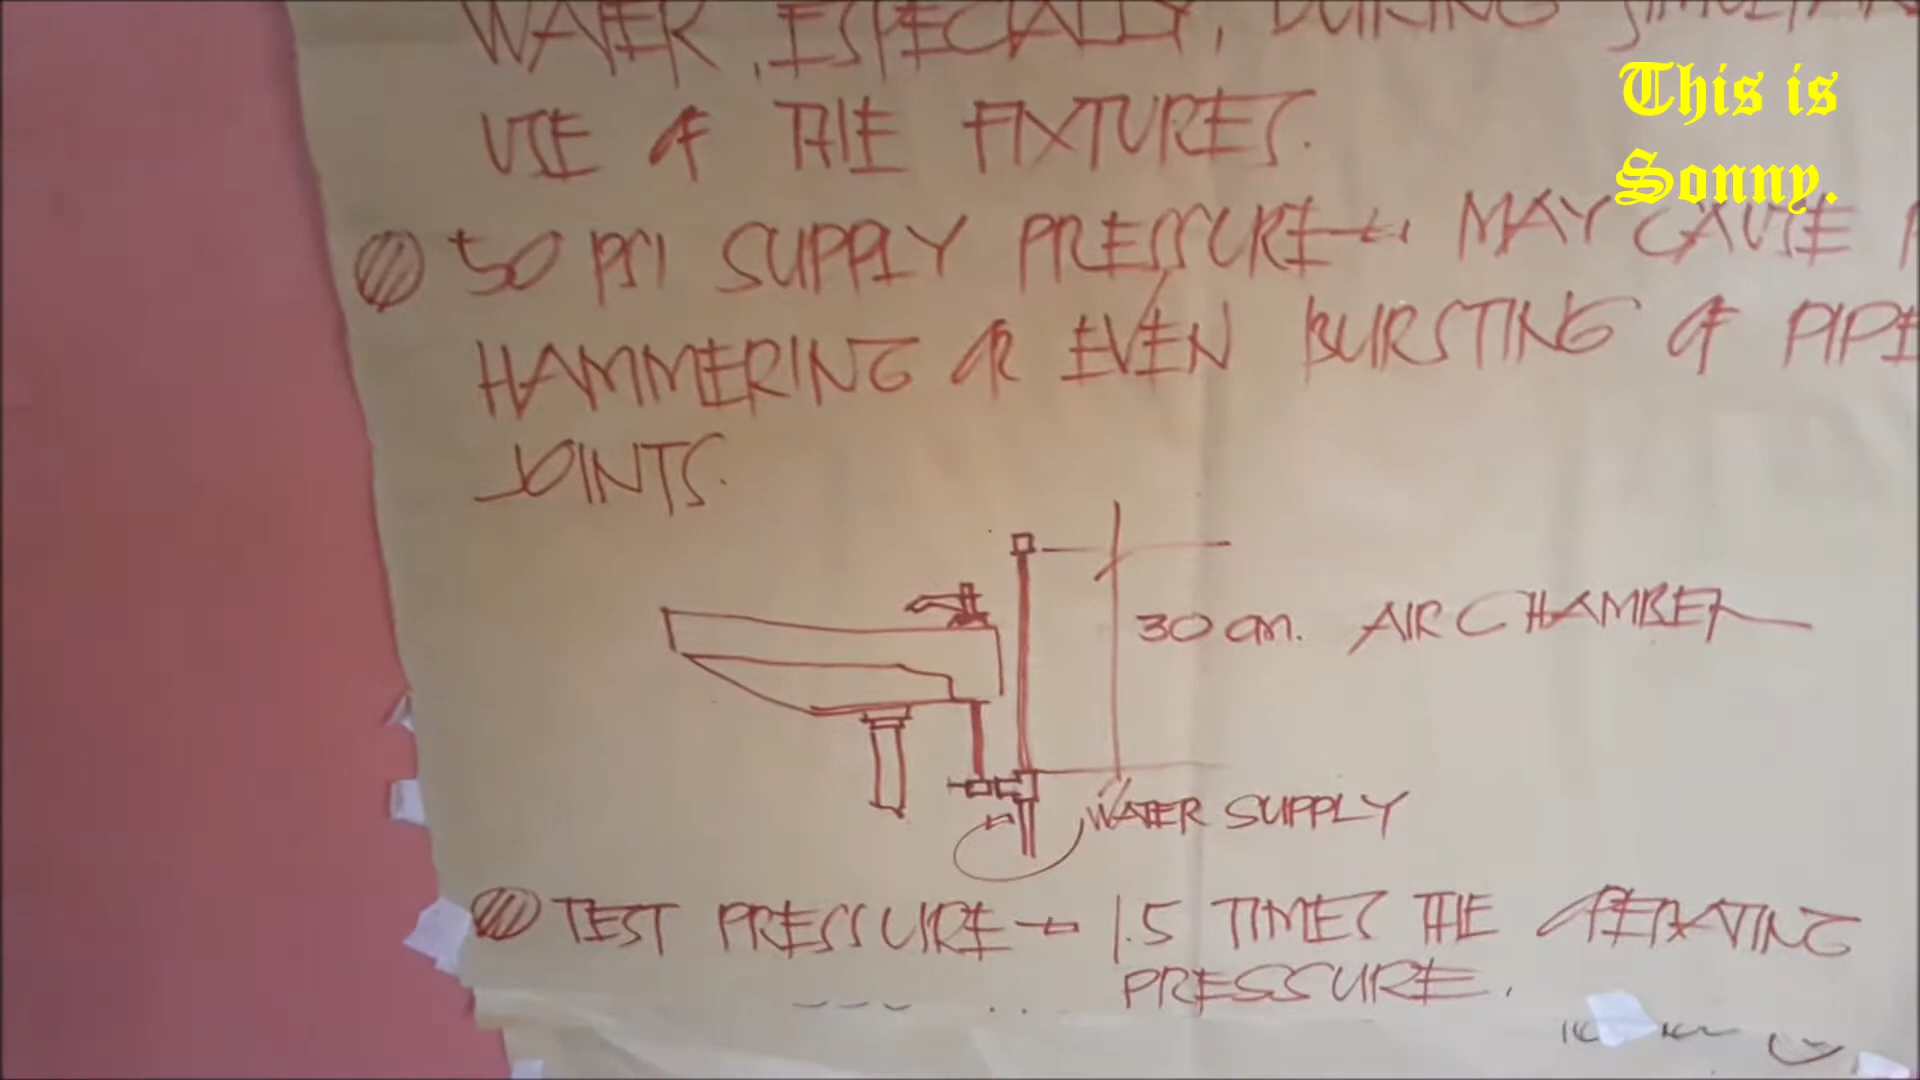 WATER, ESPECIALLY, DURING
USE OF THE FIXTURES.
50 PSI SUPPLY PRESSURE - MAY CAUSE
HAMMERING OR EVEN BURSTING OF
JOINTS.
30 cm. AIR CHAMBER
WATER SUPPLY
TEST PRESSURE - 1.5 TIMES THE OPERATING
PRESSURE.
This is
Sonny.